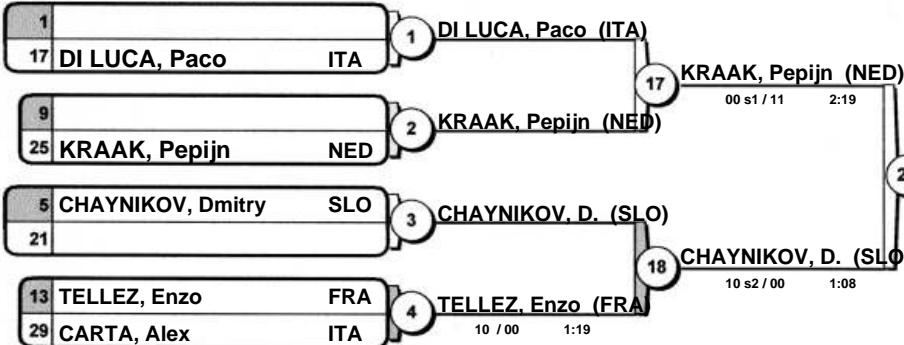 1
17 DI LUCA, Paco ITA
1
DI LUCA, Paco (ITA)
9
25 KRAAK, Pepijn NED
2
KRAAK, Pepijn (NED)
17
KRAAK, Pepijn (NED)
00 s1 / 11 2:19
5 CHAYNIKOV, Dmitry SLO
21
3
CHAYNIKOV, D. (SLO)
13 TELLEZ, Enzo FRA
29 CARTA, Alex ITA
4
TELLEZ, Enzo (FRA)
10 / 00 1:19
18
CHAYNIKOV, D. (SLO
10 s2 / 00 1:08